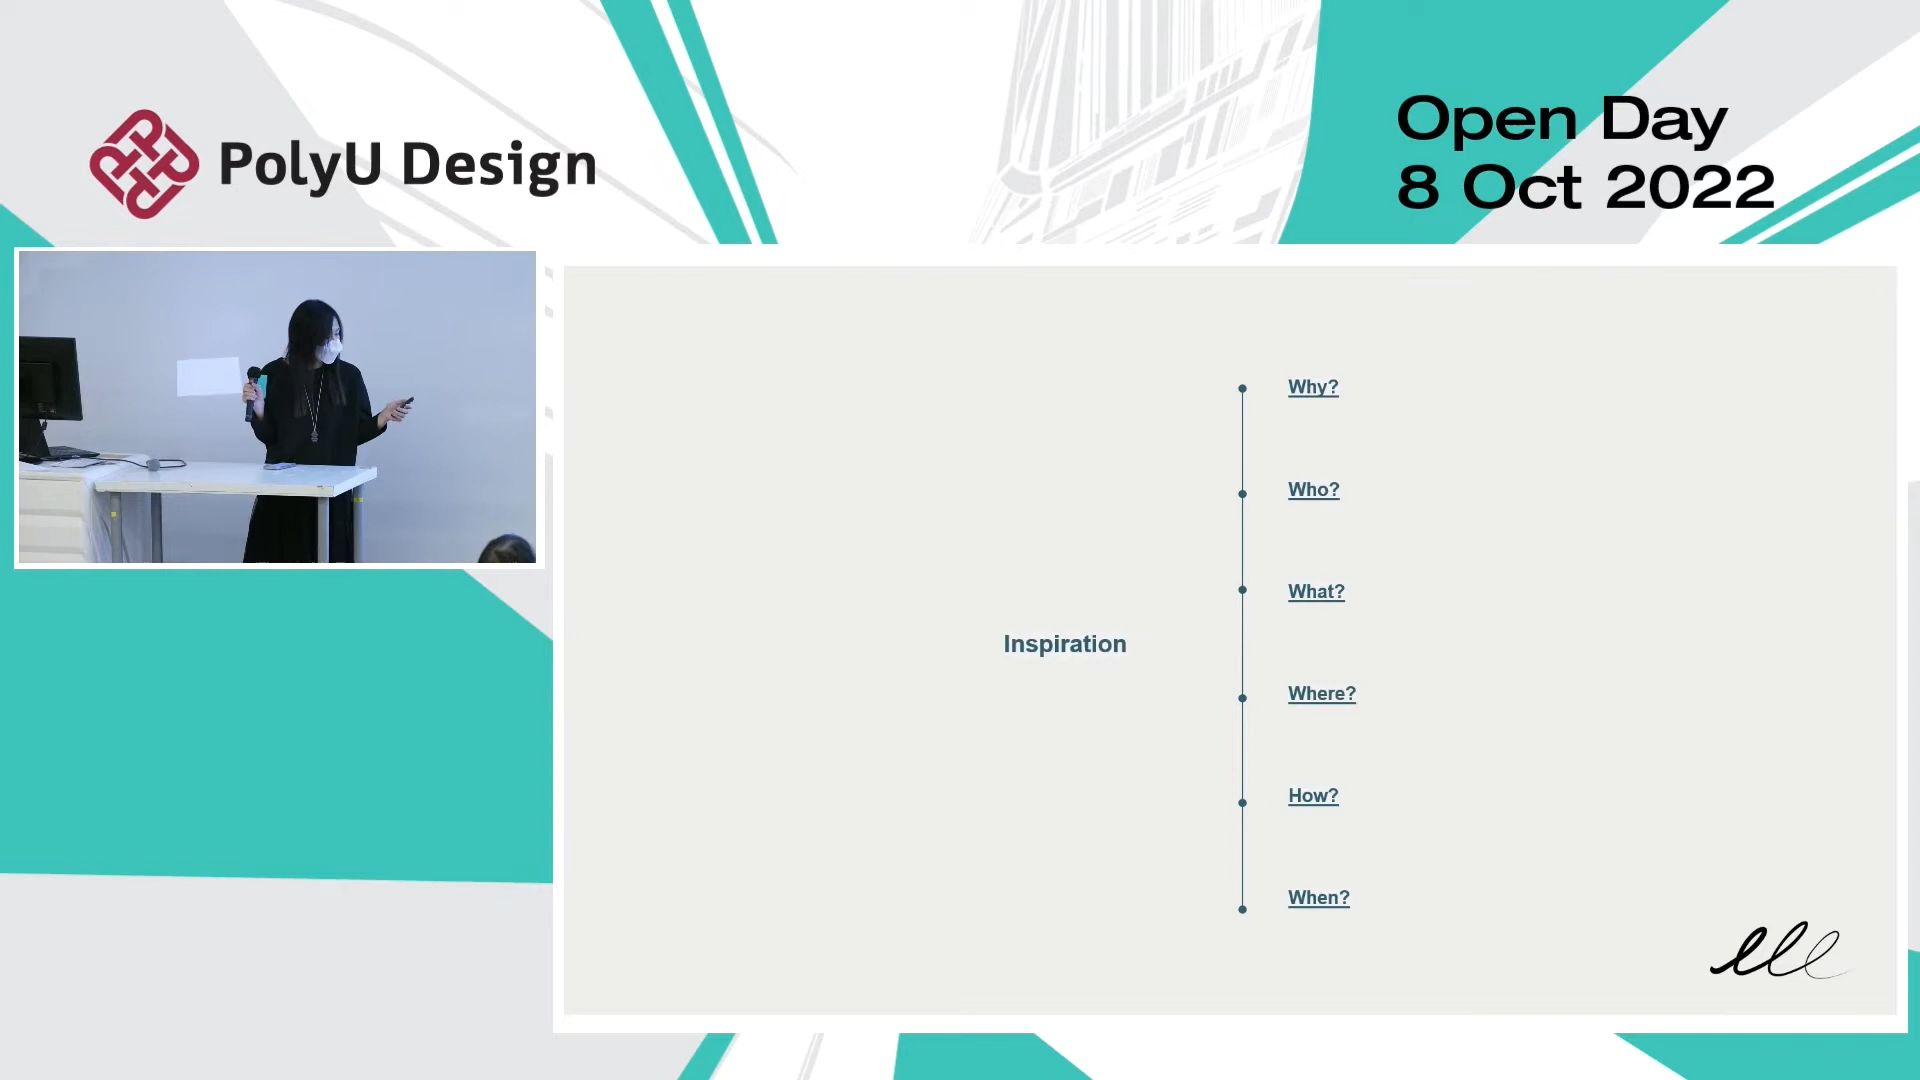 PolyU Design
Open Day
8 Oct 2022
Inspiration
Why?
Who?
What?
Where?
How?
When?